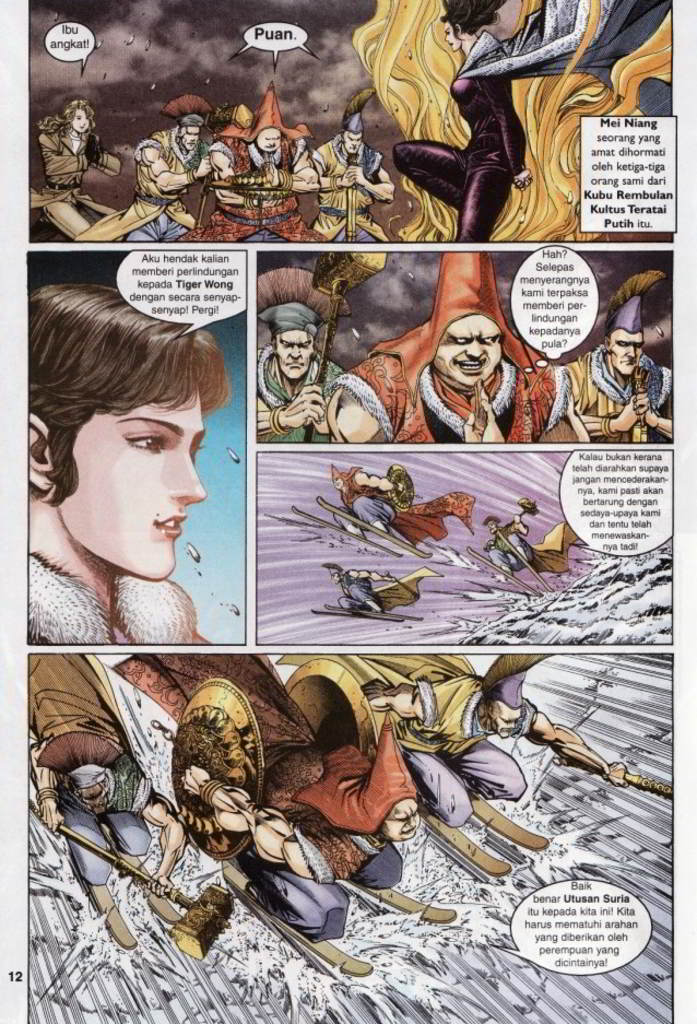 Ibu
angkat!
Puan.
Mei Niang
seorang yang
amat dihormati
oleh ketiga-tiga
orang sami dari
Kubu Rembulan
Kultus Teratai
Putih itu.
Aku hendak kalian
memberi perlindungan
kepada Tiger Wong
dengan secara senyap-
senyap! Pergi!
Hah?
Selepas
menyerangnya
kami terpaksa
memberi per-
lindungan
kepadanya
pula?
Kalau bukan kerana
telah diarahkan supaya
jangan mencederakan-
nya, kami pasti akan
bertarung dengan
sedaya-upaya kami
dan tentu telah
menewaskan-
nya tadi!
Baik
benar Utusan Suria
itu kepada kita ini! Kita
harus mematuhi arahan
yang diberikan oleh
perempuan yang
dicintainya!
12